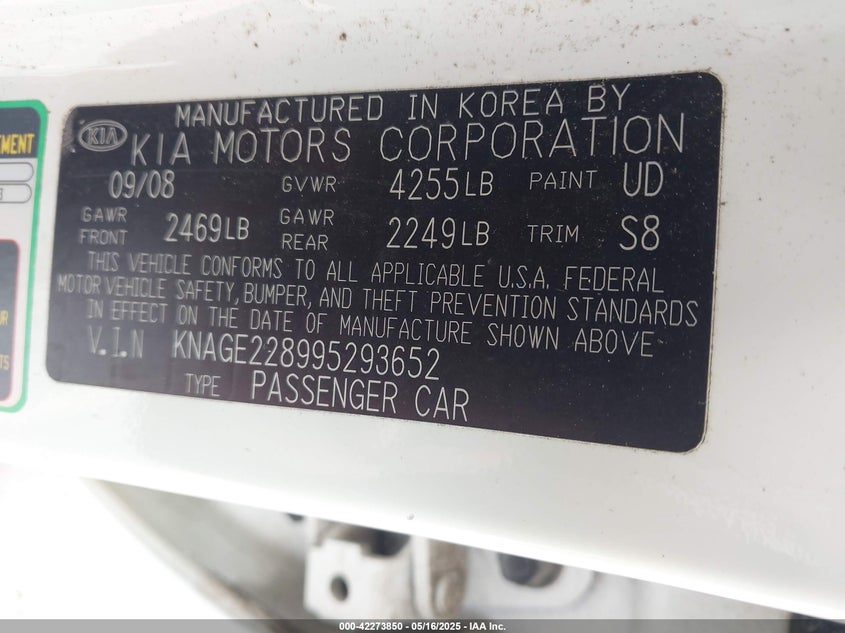 MANUFACTURED IN KOREA BY
KIA KIA MOTORS CORPORATION
09/08 GVWR 4255LB PAINT UD
GAWR FRONT 2469LB GAWR REAR 2249LB TRIM S8
THIS VEHICLE CONFORMS TO ALL APPLICABLE U.S.A. FEDERAL
MOTOR VEHICLE SAFETY, BUMPER, AND THEFT PREVENTION STANDARDS
IN EFFECT ON THE DATE OF MANUFACTURE SHOWN ABOVE
V.I.N KNAGE228995293652
TYPE PASSENGER CAR
000-42273850 - 05/16/2025 - IAA Inc.